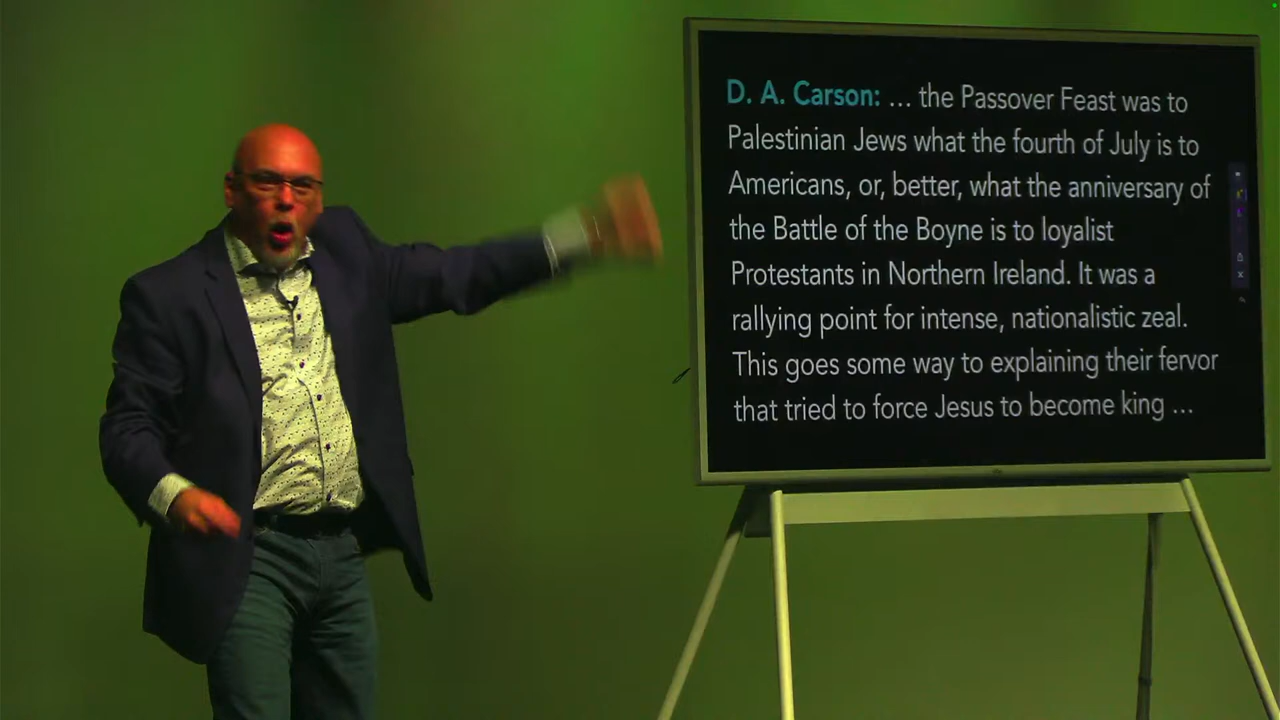 D. A. Carson: … the Passover Feast was to
Palestinian Jews what the fourth of July is to
Americans, or, better, what the anniversary of
the Battle of the Boyne is to loyalist
Protestants in Northern Ireland. It was a
rallying point for intense, nationalistic zeal.
This goes some way to explaining their fervor
that tried to force Jesus to become king …